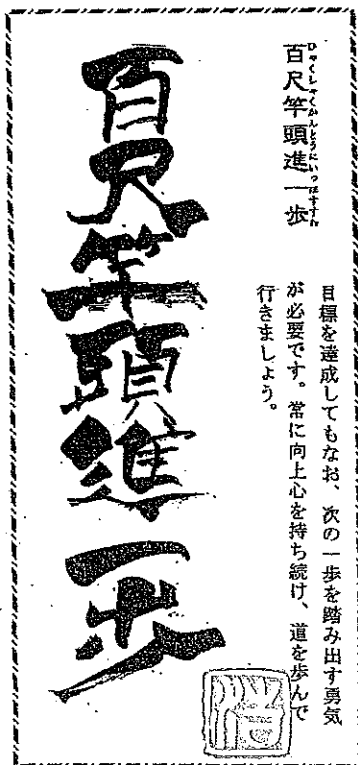 百尺竿頭進一歩
ひゃくしゃくかんとうにいっぽすすむ
目標を達成してもなお、次の一歩を踏み出す勇気
が必要です。常に向上心を持ち続け、道を歩んで
行きましょう。
百尺竿頭進一歩